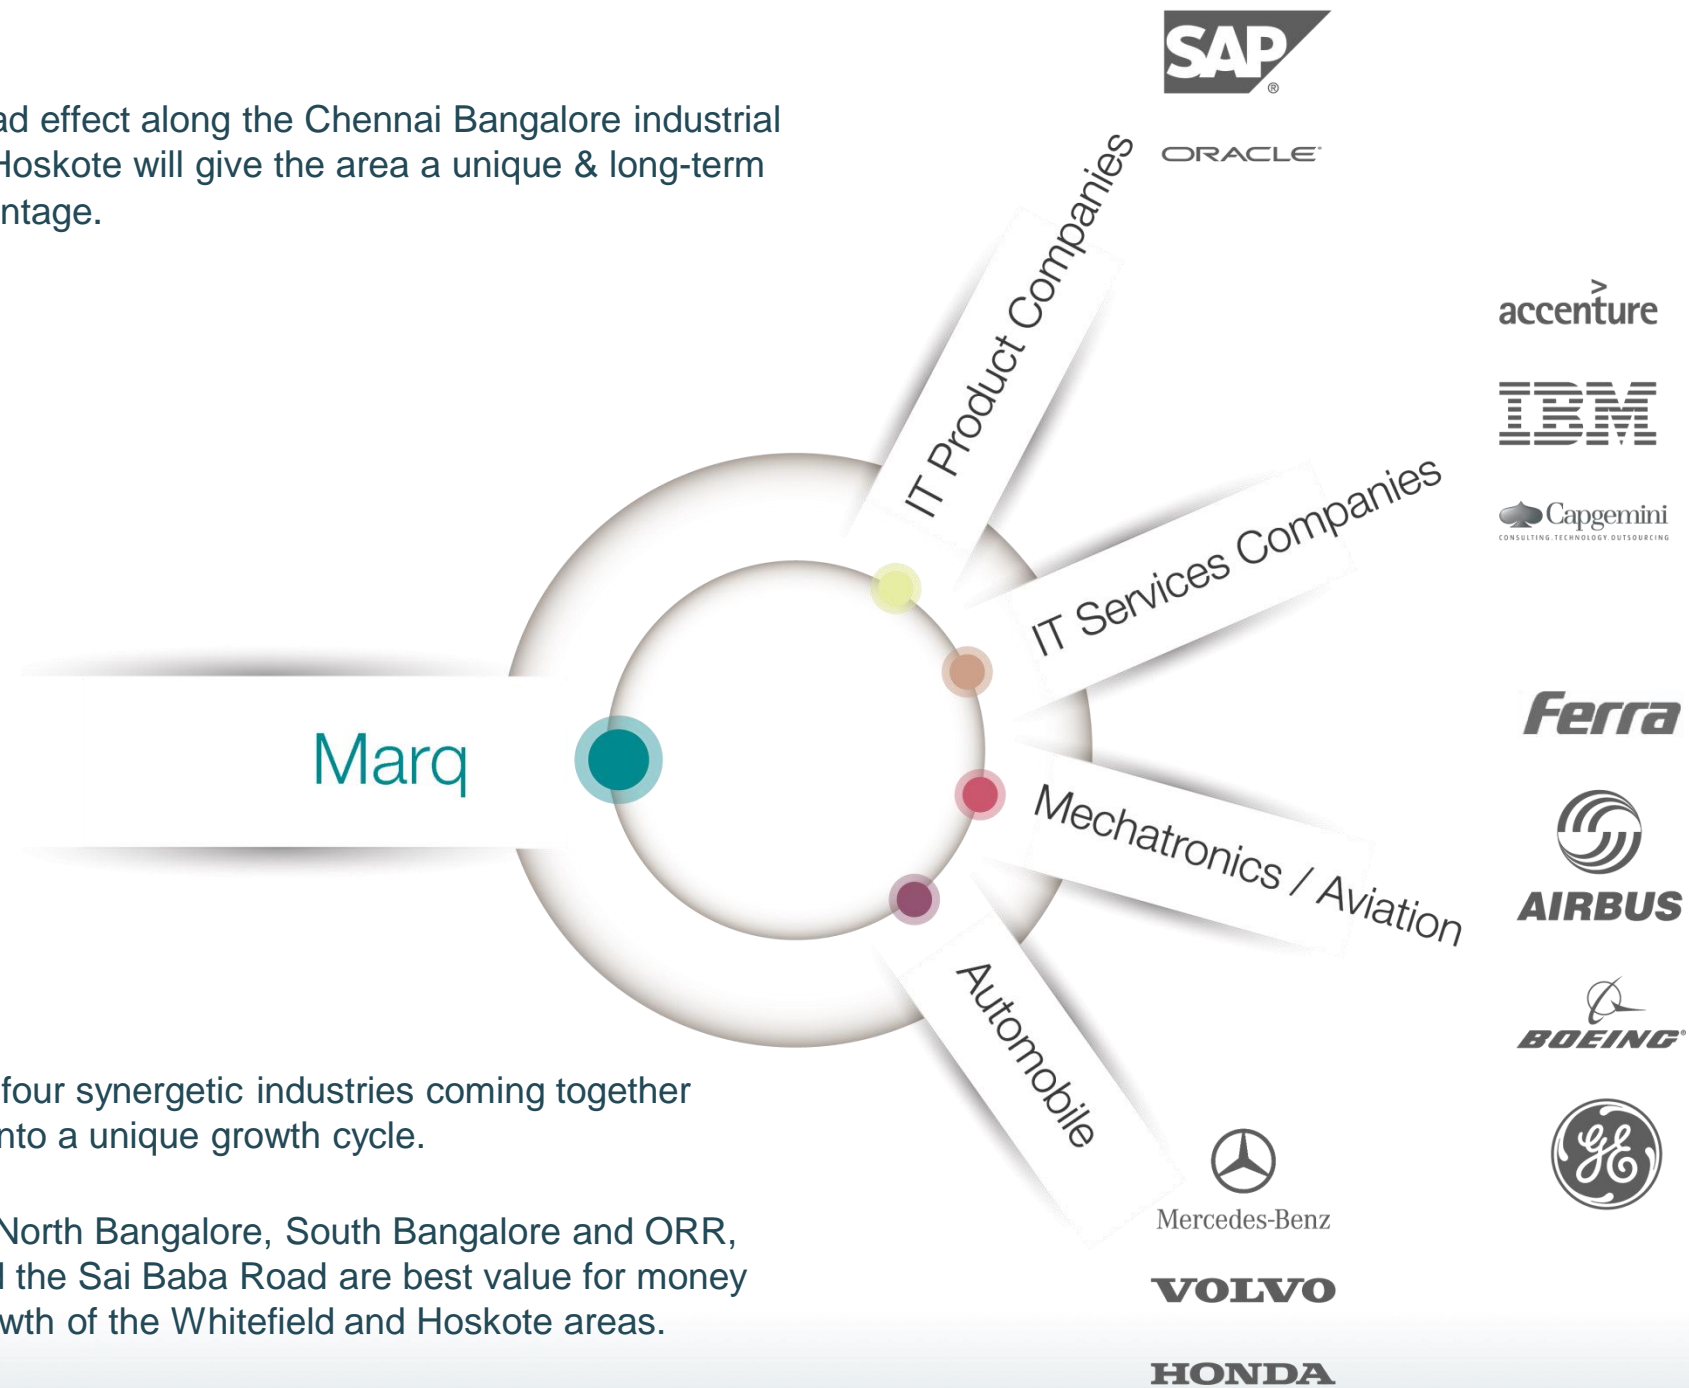 ad effect along the Chennai Bangalore industrial
Hoskote will give the area a unique & long-term
ntage.
SAP
®
ORACLE
IT Product Companies
accenture
IBM
Capgemini
CONSULTING.TECHNOLOGY.OUTSOURCING
IT Services Companies
Marq
Ferra
AIRBUS
BOEING®
GE
Mechatronics / Aviation
Automobile
Mercedes-Benz
VOLVO
HONDA
four synergetic industries coming together
nto a unique growth cycle.
North Bangalore, South Bangalore and ORR,
the Sai Baba Road are best value for money
wth of the Whitefield and Hoskote areas.